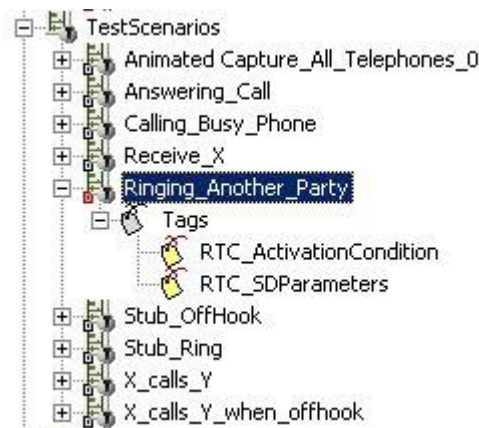 TestScenarios
Animated Capture_All_Telephones_0
Answering_Call
Calling_Busy_Phone
Receive_X
Ringing_Another_Party
Tags
RTC_ActivationCondition
RTC_SDParameters
Stub_OffHook
Stub_Ring
X_calls_Y
X_calls_Y_when_offhook